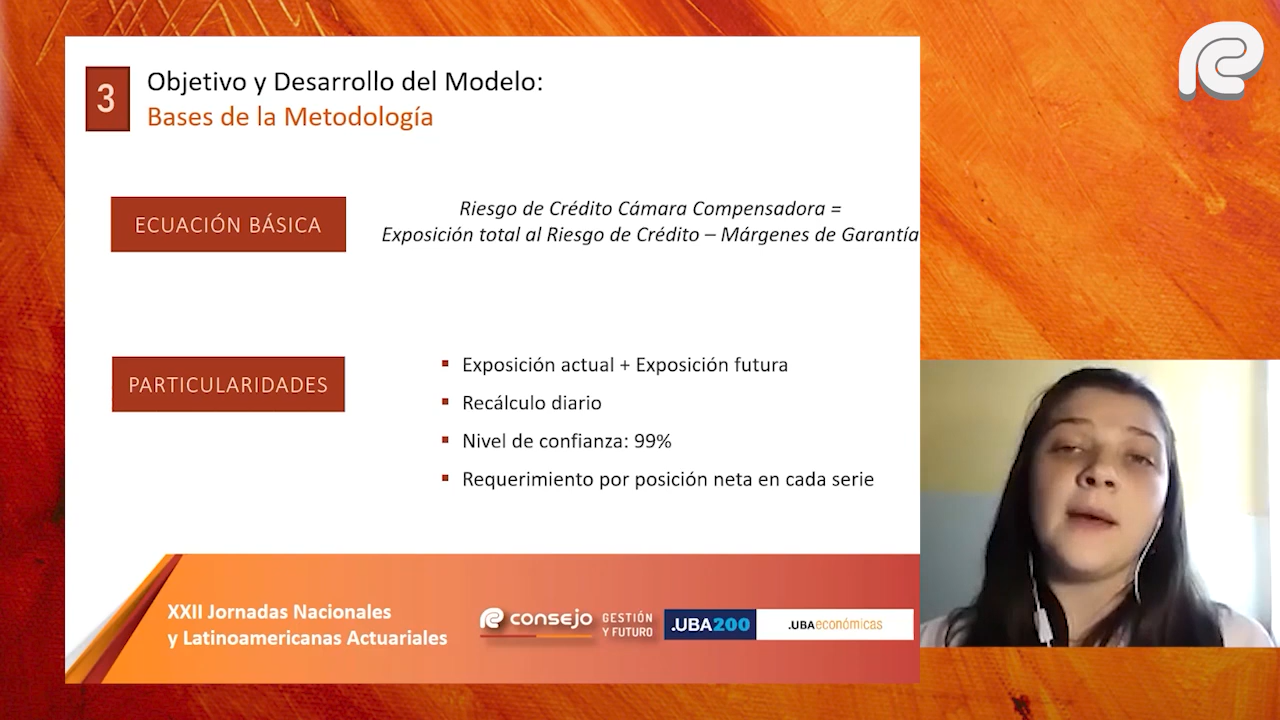 3
Objetivo y Desarrollo del Modelo:
Bases de la Metodología
ECUACIÓN BÁSICA
Riesgo de Crédito Cámara Compensadora =
Exposición total al Riesgo de Crédito – Márgenes de Garantía
PARTICULARIDADES
Exposición actual + Exposición futura
Recálculo diario
Nivel de confianza: 99%
Requerimiento por posición neta en cada serie
XXII Jornadas Nacionales
y Latinoamericanas Actuariales
consejo
GESTIÓN
Y FUTURO
.UBA200
.UBAeconómicas